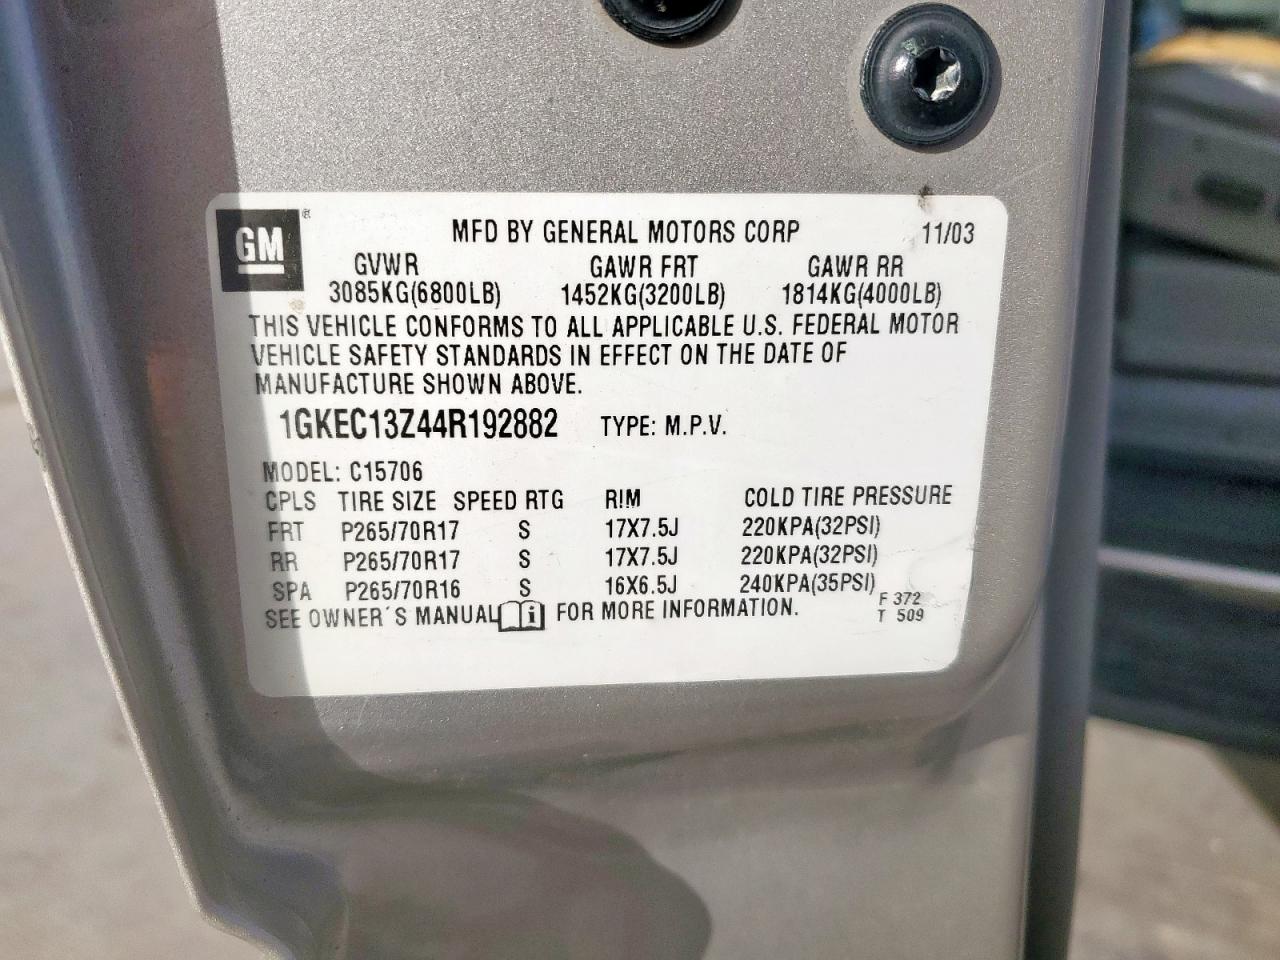 GM ®
MFD BY GENERAL MOTORS CORP 11/03
GVWR GAWR FRT GAWR RR
3085KG(6800LB) 1452KG(3200LB) 1814KG(4000LB)
THIS VEHICLE CONFORMS TO ALL APPLICABLE U.S. FEDERAL MOTOR
VEHICLE SAFETY STANDARDS IN EFFECT ON THE DATE OF
MANUFACTURE SHOWN ABOVE.
1GKEC13Z44R192882 TYPE: M.P.V.
MODEL: C15706
CPLS TIRE SIZE SPEED RTG RIM COLD TIRE PRESSURE
FRT P265/70R17 S 17X7.5J 220KPA(32PSI)
RR P265/70R17 S 17X7.5J 220KPA(32PSI)
SPA P265/70R16 S 16X6.5J 240KPA(35PSI)
SEE OWNER'S MANUAL i FOR MORE INFORMATION.
F 372
T 509